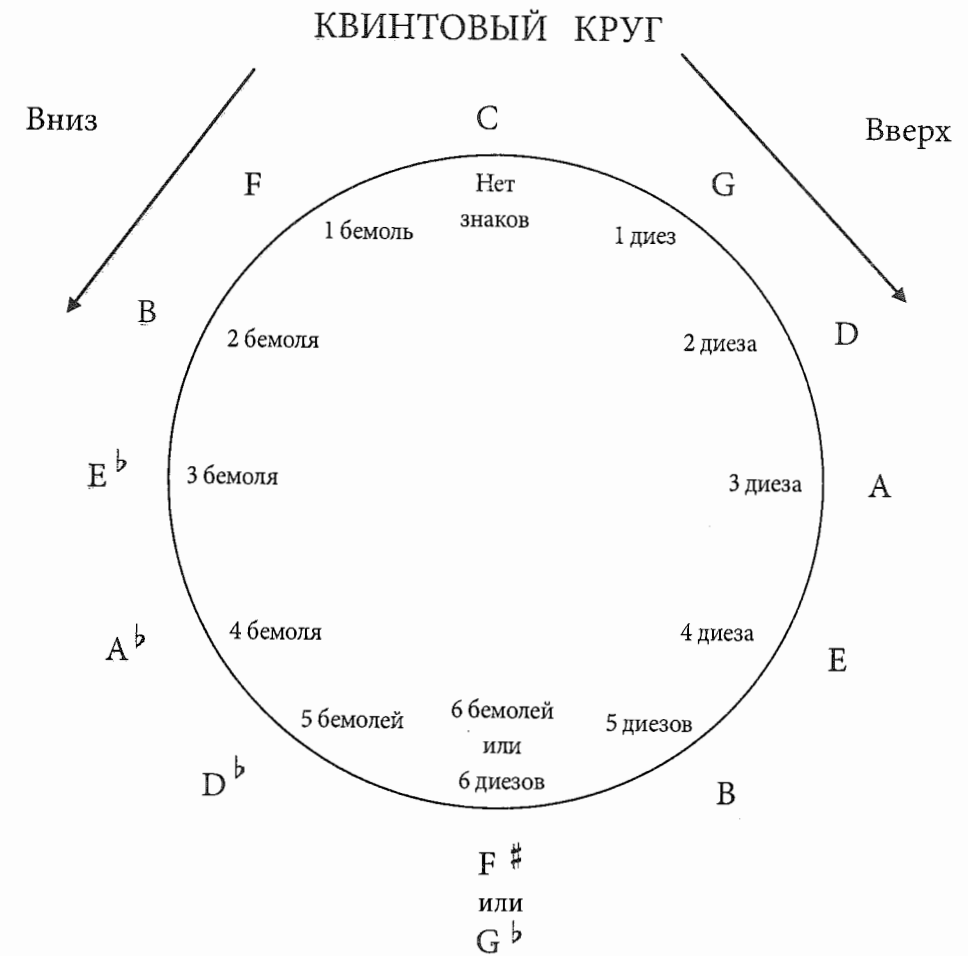 КВИНТОВЫЙ КРУГ
Вниз
Вверх
C
F
G
Нет
знаков
1 бемоль
1 диез
B
D
2 бемоля
2 диеза
E♭
3 бемоля
3 диеза
A
A♭
4 бемоля
4 диеза
E
5 бемолей
6 бемолей
или
6 диезов
5 диезов
D♭
B
F♯
или
G♭